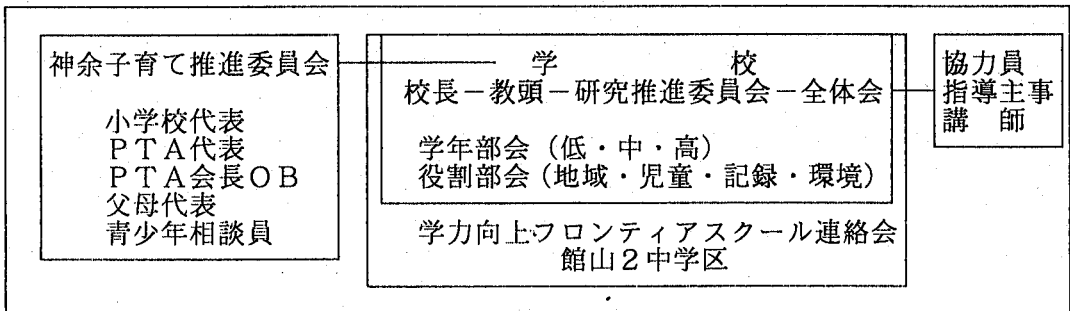 神余子育て推進委員会
小学校代表
ＰＴＡ代表
ＰＴＡ会長ＯＢ
父母代表
青少年相談員
学　　　　校
校長－教頭－研究推進委員会－全体会
学年部会（低・中・高）
役割部会（地域・児童・記録・環境）
学力向上フロンティアスクール連絡会
館山２中学区
協力員
指導主事
講　師